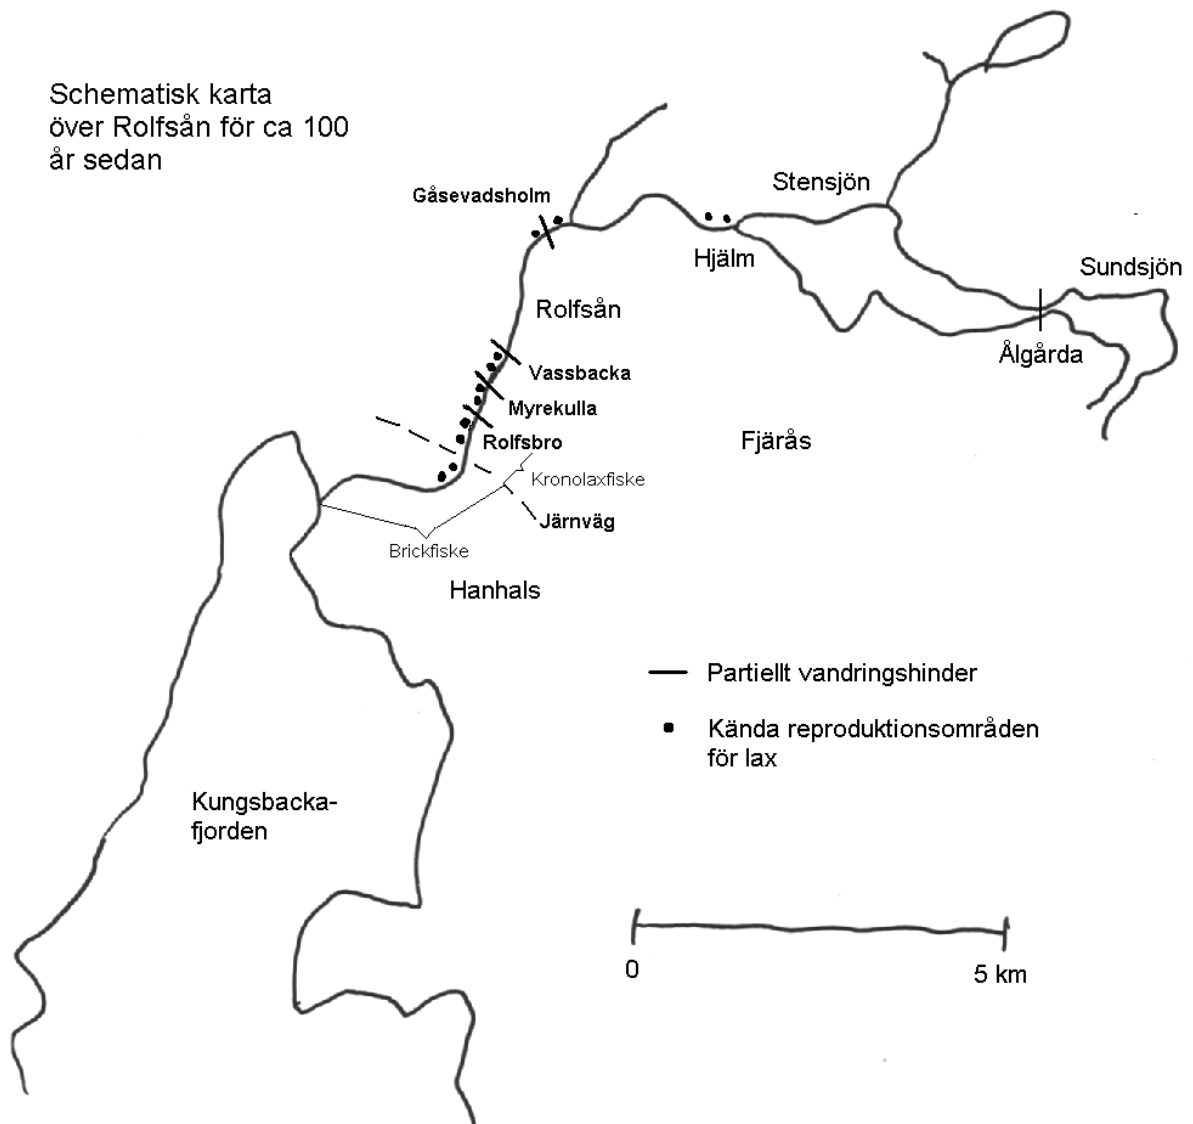 Schematisk karta
över Rolfsån för ca 100
år sedan
Gåsevadsholm
Stensjön
Hjälm
Sundsjön
Rolfsån
Ålgårda
Vassbacka
Myrekulla
Rolfsbro
Fjärås
Kronolaxfiske
Järnväg
Brickfiske
Hanhals
Partiellt vandringshinder
Kända reproduktionsområden
för lax
Kungsbacka-
fjorden
0
5 km